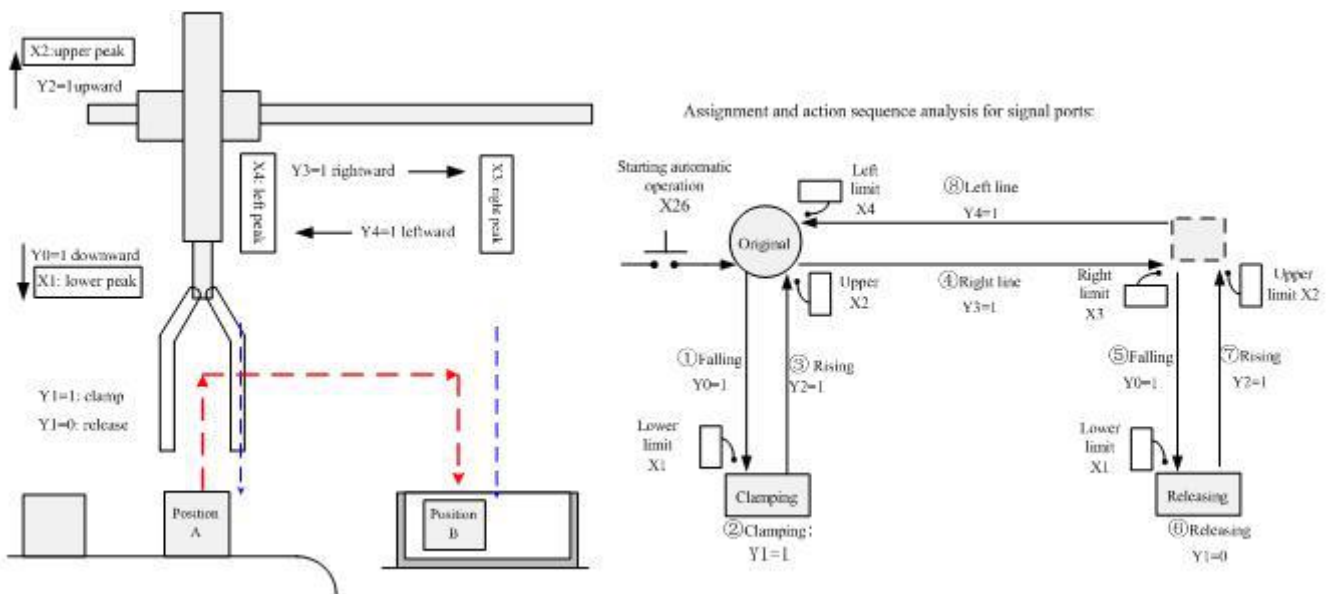 X2:upper peak
Y2=1upward
X4: left peak
Y3=1 rightward
X3: right peak
Y4=1 leftward
Y0=1 downward
X1: lower peak
Y1=1: clamp
Y1=0: release
Position
A
Position
B
Assignment and action sequence analysis for signal ports:
Starting automatic
operation
X26
Left
limit
X4
⑧Left line
Y4=1
Original
Upper
X2
④Right line
Y3=1
Right
limit
X3
Upper
limit X2
①Falling
Y0=1
③Rising
Y2=1
⑤Falling
Y0=1
⑦Rising
Y2=1
Lower
limit
X1
Lower
limit
X1
Clamping
②Clamping:
Y1=1
Releasing
⑥Releasing
Y1=0